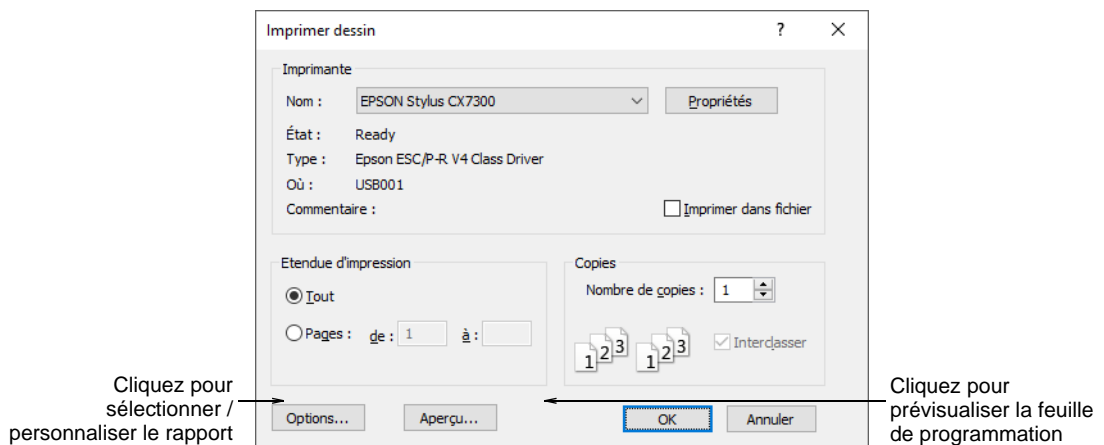 Imprimer dessin ?
Imprimante
Nom : EPSON Stylus CX7300 Propriétés
État : Ready
Type : Epson ESC/P-R V4 Class Driver
Où : USB001
Commentaire : Imprimer dans fichier
Etendue d'impression
Tout
Pages : de : 1 à :
Copies
Nombre de copies : 1
1 2 3 1 2 3 Interclasser
Cliquez pour
sélectionner /
personnaliser le rapport
Options... Aperçu... OK Annuler
Cliquez pour
prévisualiser la feuille
de programmation